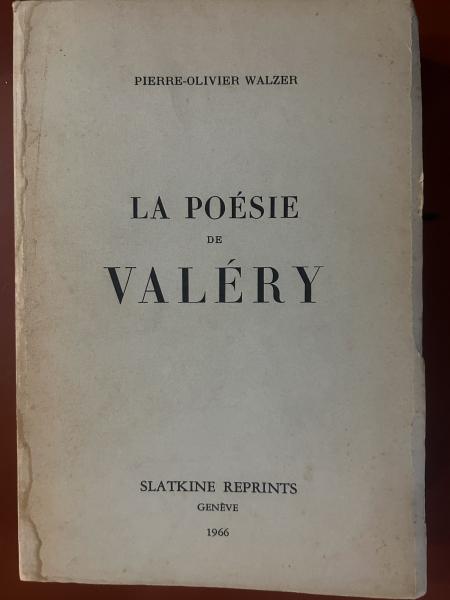 PIERRE-OLIVIER WALZER
LA POÉSIE
DE
VALÉRY
SLATKINE REPRINTS
GENÈVE
1966